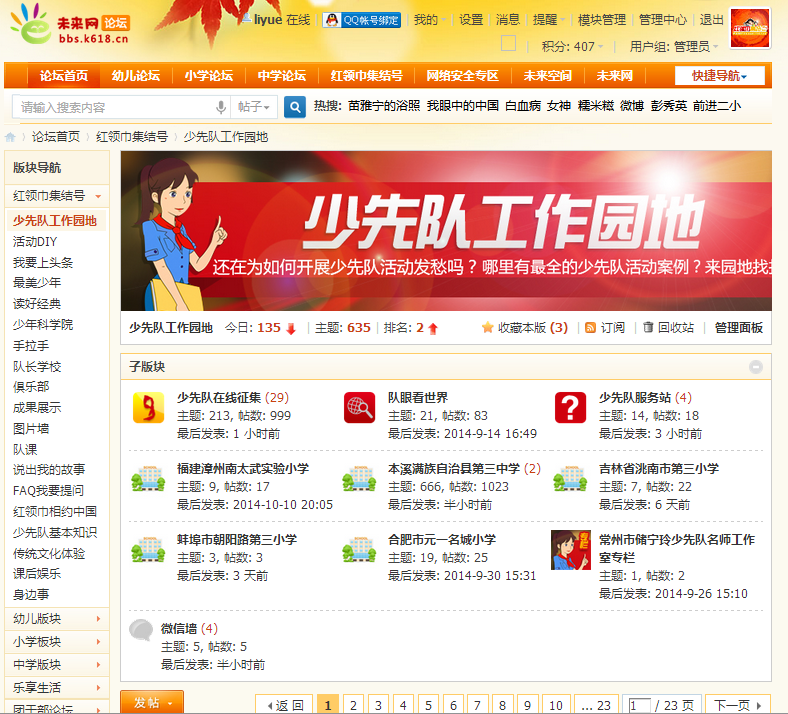 未来网 论坛
bbs.k618.cn
liyue 在线 QQ帐号绑定 我的 设置 消息 提醒 模块管理 管理中心 退出
积分: 407 用户组: 管理员
论坛首页 幼儿论坛 小学论坛 中学论坛 红领巾集结号 网络安全专区 未来空间 未来网 快捷导航
请输入搜索内容 帖子 热搜: 苗雅宁的浴照 我眼中的中国 白血病 女神 糯米糍 微博 彭秀英 前进二小
论坛首页 › 红领巾集结号 › 少先队工作园地
版块导航
红领巾集结号
少先队工作园地
活动DIY
我要上头条
最美少年
读好经典
少年科学院
手拉手
队长学校
俱乐部
成果展示
图片墙
队课
说出我的故事
FAQ我要提问
红领巾相约中国
少先队基本知识
传统文化体验
课后娱乐
身边事
幼儿版块
小学板块
中学版块
乐享生活
团干部论坛
少先队工作园地
还在为如何开展少先队活动发愁吗？哪里有最全的少先队活动案例？来园地找
少先队工作园地 今日: 135 | 主题: 635 | 排名: 2 收藏本版 (3) | 订阅 | 回收站 | 管理面板
子版块
少先队在线征集 (29)
主题: 213, 帖数: 999
最后发表: 1 小时前
队眼看世界
主题: 21, 帖数: 83
最后发表: 2014-9-14 16:49
少先队服务站 (4)
主题: 14, 帖数: 18
最后发表: 3 小时前
福建漳州南太武实验小学
主题: 9, 帖数: 17
最后发表: 2014-10-10 20:05
本溪满族自治县第三中学 (2)
主题: 666, 帖数: 1023
最后发表: 半小时前
吉林省洮南市第三小学
主题: 7, 帖数: 22
最后发表: 6 天前
蚌埠市朝阳路第三小学
主题: 3, 帖数: 3
最后发表: 3 天前
合肥市元一名城小学
主题: 19, 帖数: 25
最后发表: 2014-9-30 15:31
常州市储宁玲少先队名师工作
室专栏
主题: 1, 帖数: 2
最后发表: 2014-9-26 15:10
微信墙 (4)
主题: 5, 帖数: 5
最后发表: 半小时前
发帖 返回 1 2 3 4 5 6 7 8 9 10 ... 23 1 / 23 页 下一页